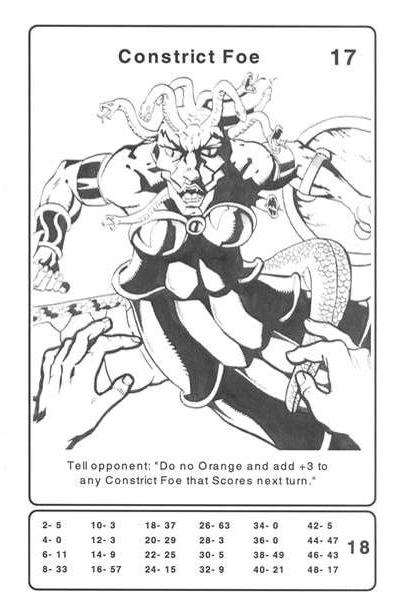 Constrict Foe 17
Tell opponent: "Do no Orange and add +3 to
any Constrict Foe that Scores next turn."
2- 5 10- 3 18- 37 26- 63 34- 0 42- 5
4- 0 12- 3 20- 29 28- 3 36- 0 44- 47
6- 11 14- 9 22- 25 30- 5 38- 49 46- 43
8- 33 16- 57 24- 15 32- 9 40- 21 48- 17
18